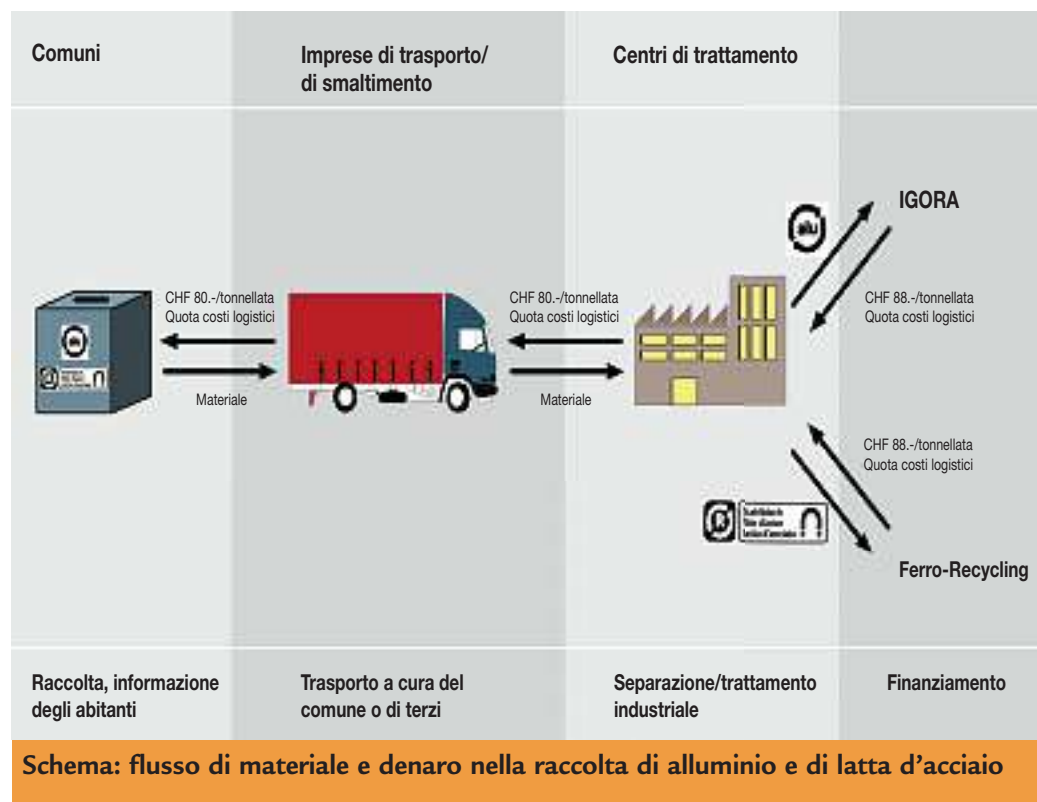 Comuni
Imprese di trasporto/
di smaltimento
Centri di trattamento
IGORA
allu
CHF 80.-/tonnellata
Quota costi logistici
CHF 80.-/tonnellata
Quota costi logistici
CHF 88.-/tonnellata
Quota costi logistici
allu
Materiale
Materiale
CHF 88.-/tonnellata
Quota costi logistici
Ferro-Recycling
Raccolta, informazione
degli abitanti
Trasporto a cura del
comune o di terzi
Separazione/trattamento
industriale
Finanziamento
Schema: flusso di materiale e denaro nella raccolta di alluminio e di latta d'acciaio